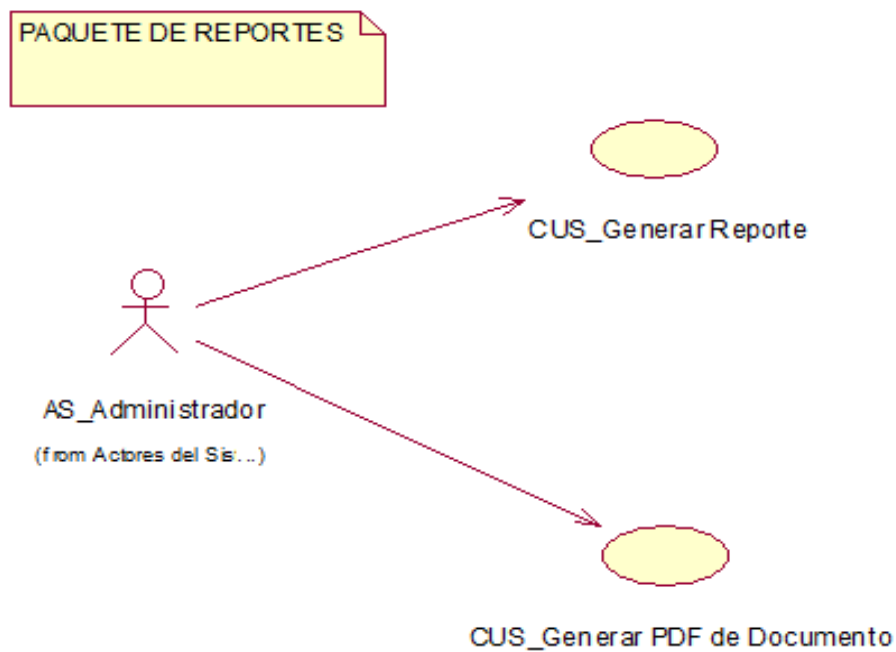 PAQUETE DE REPORTES
CUS_Generar Reporte
AS_Administrador
(from Actores del Sis...)
CUS_Generar PDF de Documento